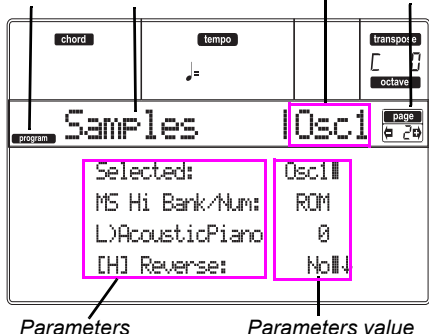 chord tempo transpose
♩= C 0
octave
program Samples |Osc1 page 2
Selected: Osc1
MS Hi Bank/Num: ROM
L)AcousticPiano 0
[H] Reverse: No
Parameters Parameters value